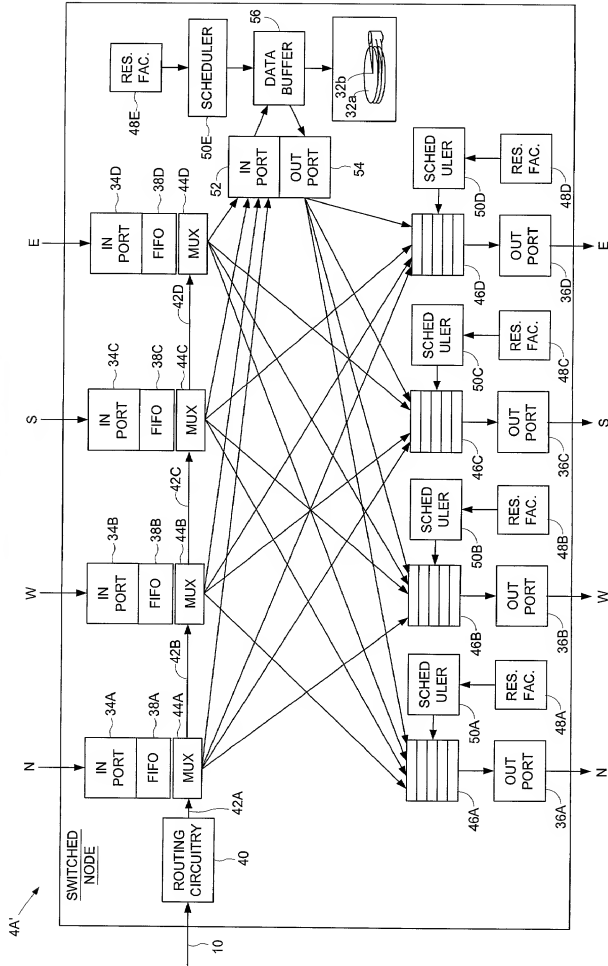 4A'
SWITCHED
NODE
N
W
S
E
IN
PORT
34A
FIFO
38A
MUX
44A
IN
PORT
34B
FIFO
38B
MUX
44B
IN
PORT
34C
FIFO
38C
MUX
44C
IN
PORT
34D
FIFO
38D
MUX
44D
10
ROUTING
CIRCUITRY
40
42A
42B
42C
42D
RES.
FAC.
48E
SCHEDULER
50E
56
DATA
BUFFER
32b
32a
52
IN
PORT
OUT
PORT
54
46A
SCHED
ULER
50A
RES.
FAC.
48A
OUT
PORT
36A
46B
SCHED
ULER
50B
RES.
FAC.
48B
OUT
PORT
36B
46C
SCHED
ULER
50C
RES.
FAC.
48C
OUT
PORT
36C
46D
SCHED
ULER
50D
RES.
FAC.
48D
OUT
PORT
36D
N
W
S
E